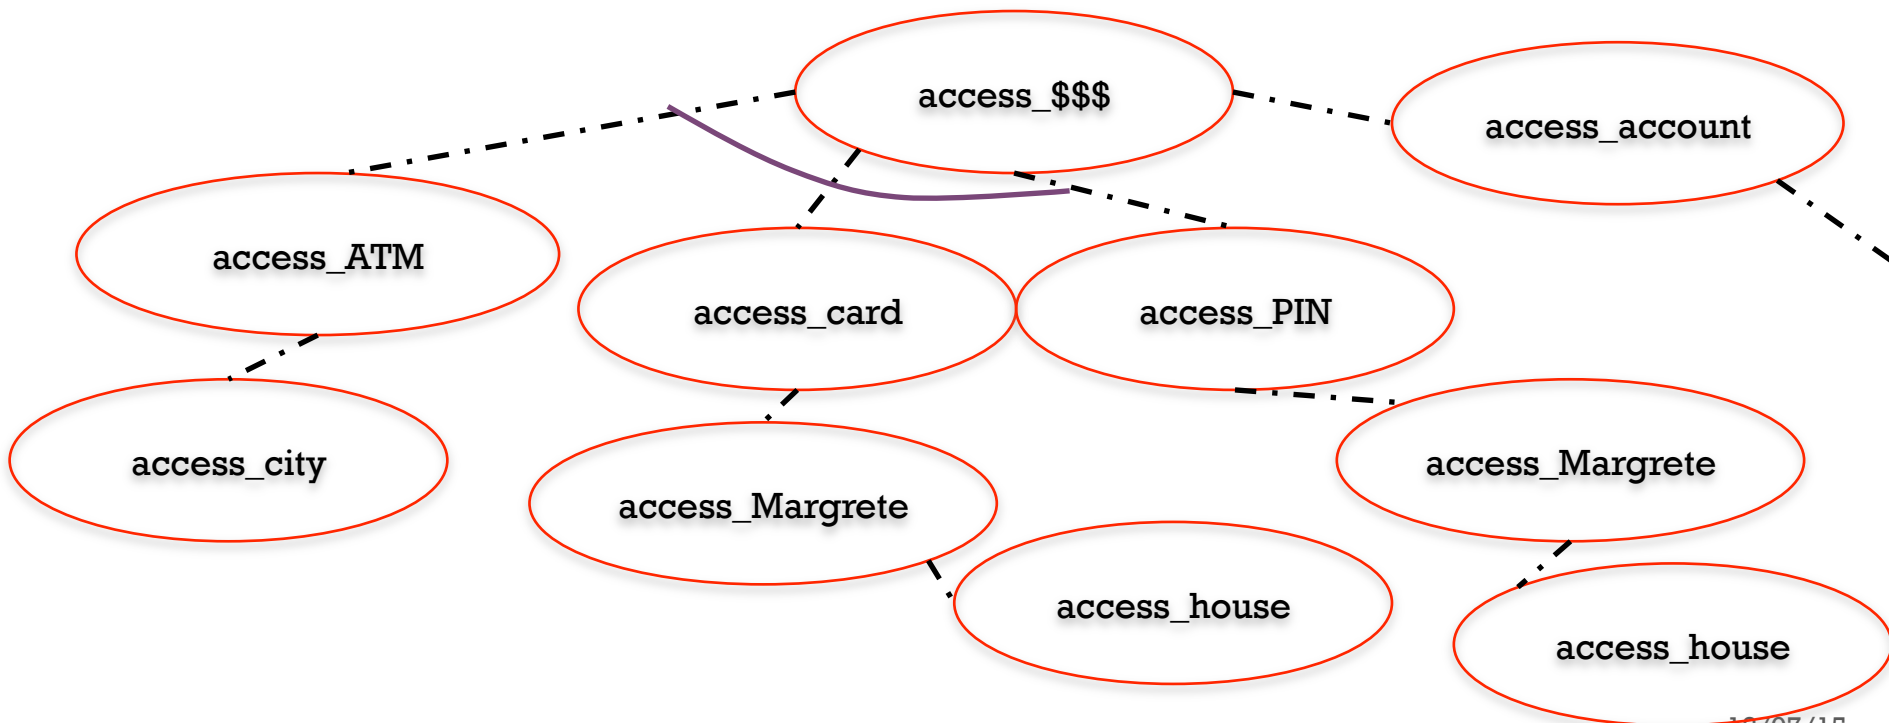 access_$$$
access_account
access_ATM
access_card
access_PIN
access_city
access_Margrete
access_Margrete
access_house
access_house